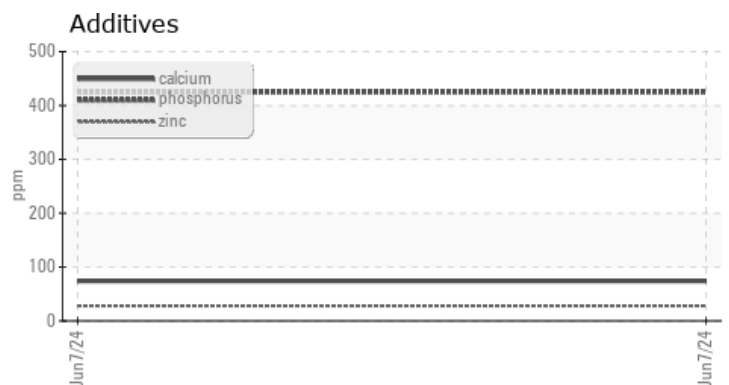 Additives
500
400
300
200
100
0
ppm
calcium
phosphorus
zinc
Jun7/24
Jun7/24